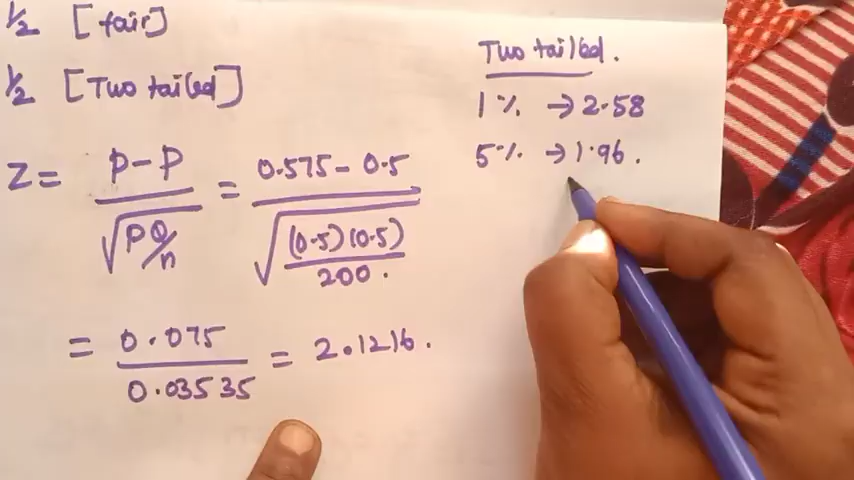 1/2 [fair]
1/2 [Two tailed]
Z = p - P / √PQ/n = 0.575 - 0.5 / √(0.5)(0.5)/200.
= 0.075 / 0.03535 = 2.1216.
Two tailed.
1% → 2.58
5% → 1.96.